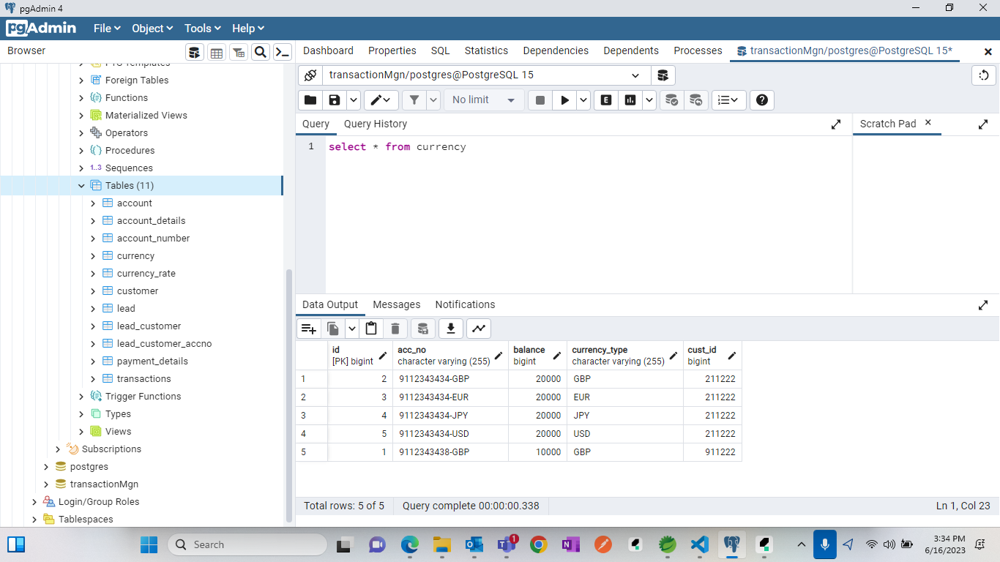 pgAdmin 4
pgAdmin File Object Tools Help
Browser
Dashboard Properties SQL Statistics Dependencies Dependents Processes transactionMgn/postgres@PostgreSQL 15*
Foreign Tables
Functions
Materialized Views
Operators
Procedures
1..3 Sequences
Tables (11)
account
account_details
account_number
currency
currency_rate
customer
lead
lead_customer
lead_customer_accno
payment_details
transactions
Trigger Functions
Types
Views
Subscriptions
postgres
transactionMgn
Login/Group Roles
Tablespaces
transactionMgn/postgres@PostgreSQL 15
No limit
E
Query Query History
Scratch Pad
1 select * from currency
Data Output Messages Notifications
id acc_no balance currency_type cust_id
[PK] bigint character varying (255) bigint character varying (255) bigint
1 2 9112343434-GBP 20000 GBP 211222
2 3 9112343434-EUR 20000 EUR 211222
3 4 9112343434-JPY 20000 JPY 211222
4 5 9112343434-USD 20000 USD 211222
5 1 9112343438-GBP 10000 GBP 911222
Total rows: 5 of 5 Query complete 00:00:00.338 Ln 1, Col 23
Search
1
3:34 PM
6/16/2023